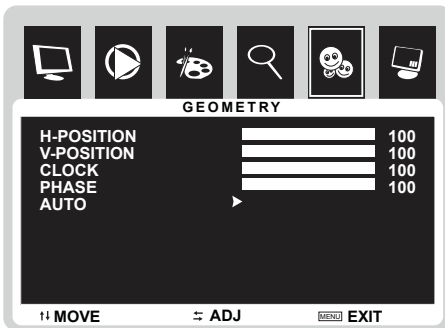 GEOMETRY
H-POSITION 100
V-POSITION 100
CLOCK 100
PHASE 100
AUTO
MOVE ADJ MENU EXIT